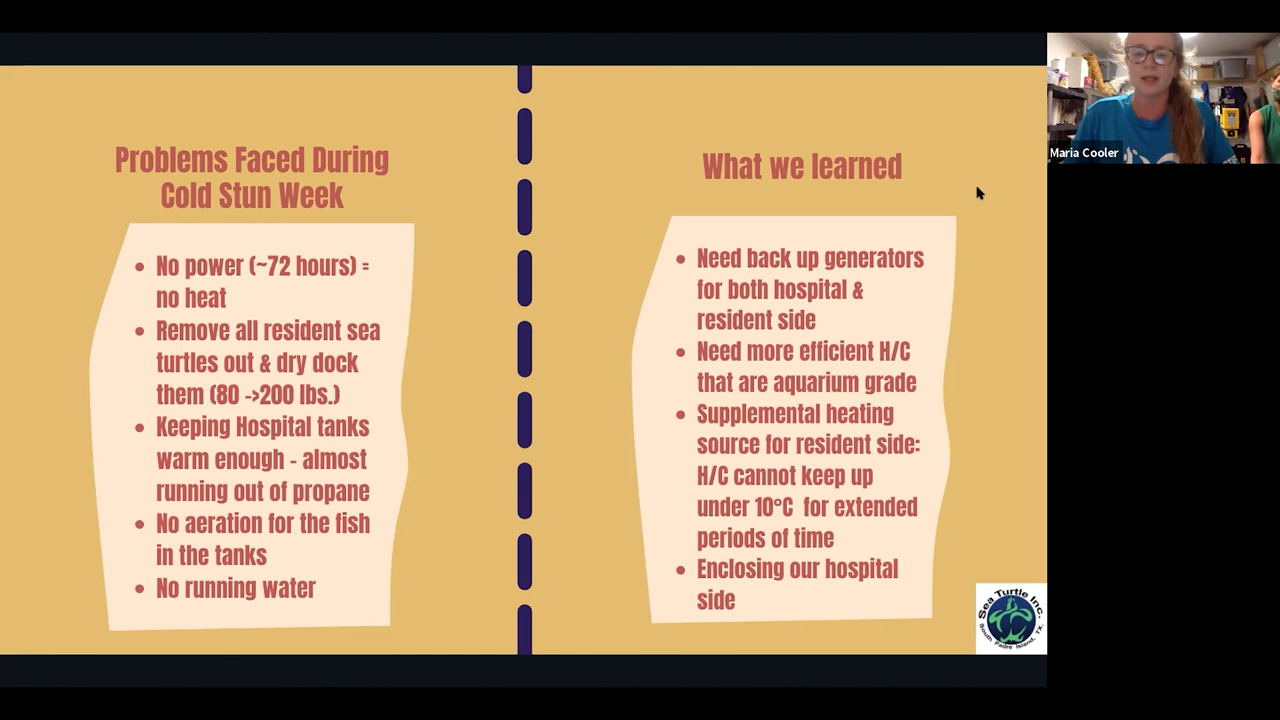 Problems Faced During
Cold Stun Week
No power (~72 hours) =
no heat
Remove all resident sea
turtles out & dry dock
them (80 ->200 lbs.)
Keeping Hospital tanks
warm enough - almost
running out of propane
No aeration for the fish
in the tanks
No running water
What we learned
Need back up generators
for both hospital &
resident side
Need more efficient H/C
that are aquarium grade
Supplemental heating
source for resident side:
H/C cannot keep up
under 10°C  for extended
periods of time
Enclosing our hospital
side
Maria Cooler
Sea Turtle Inc.
South Padre Island, TX.